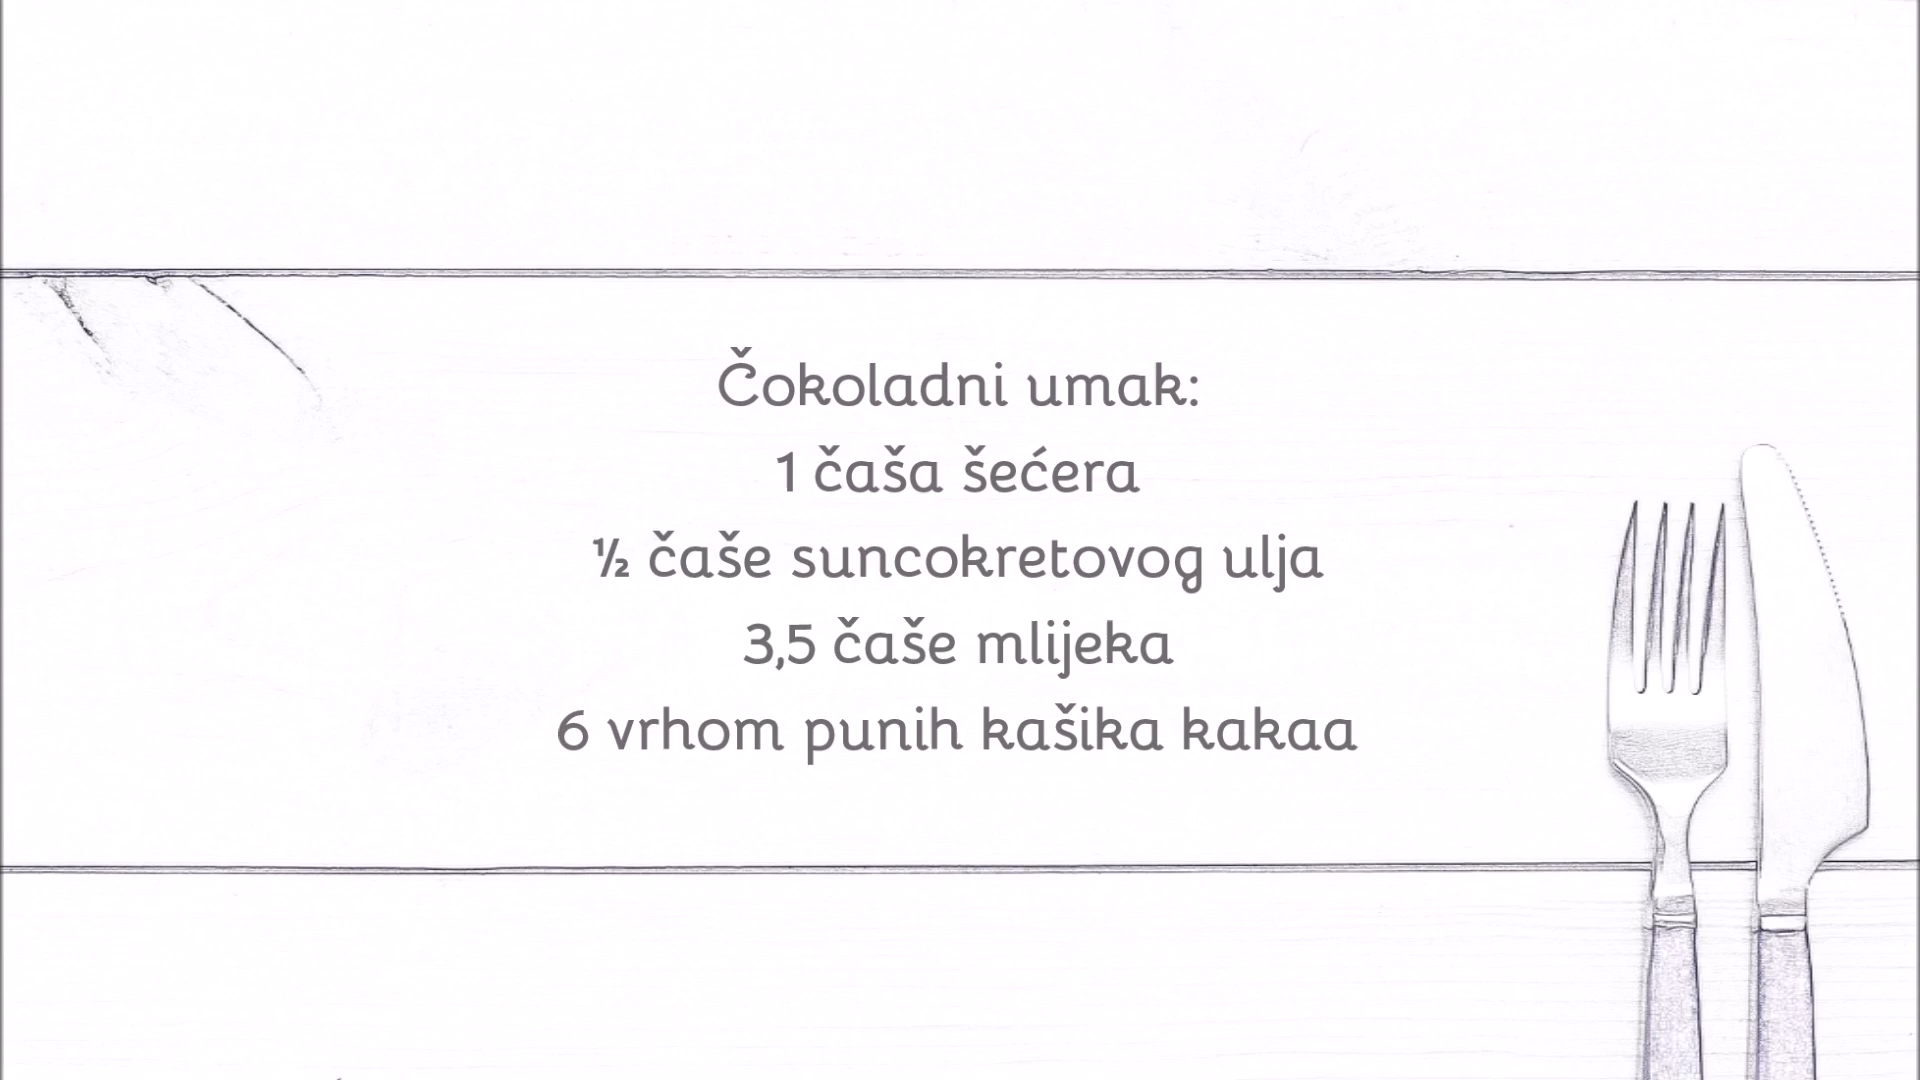 Čokoladni umak:
1 čaša šećera
½ čaše suncokretovog ulja
3,5 čaše mlijeka
6 vrhom punih kašika kakaa